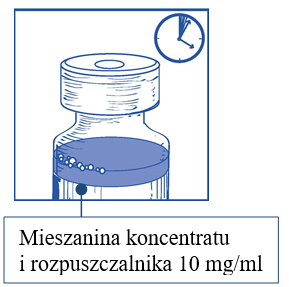 Mieszanina koncentratu
i rozpuszczalnika 10 mg/ml